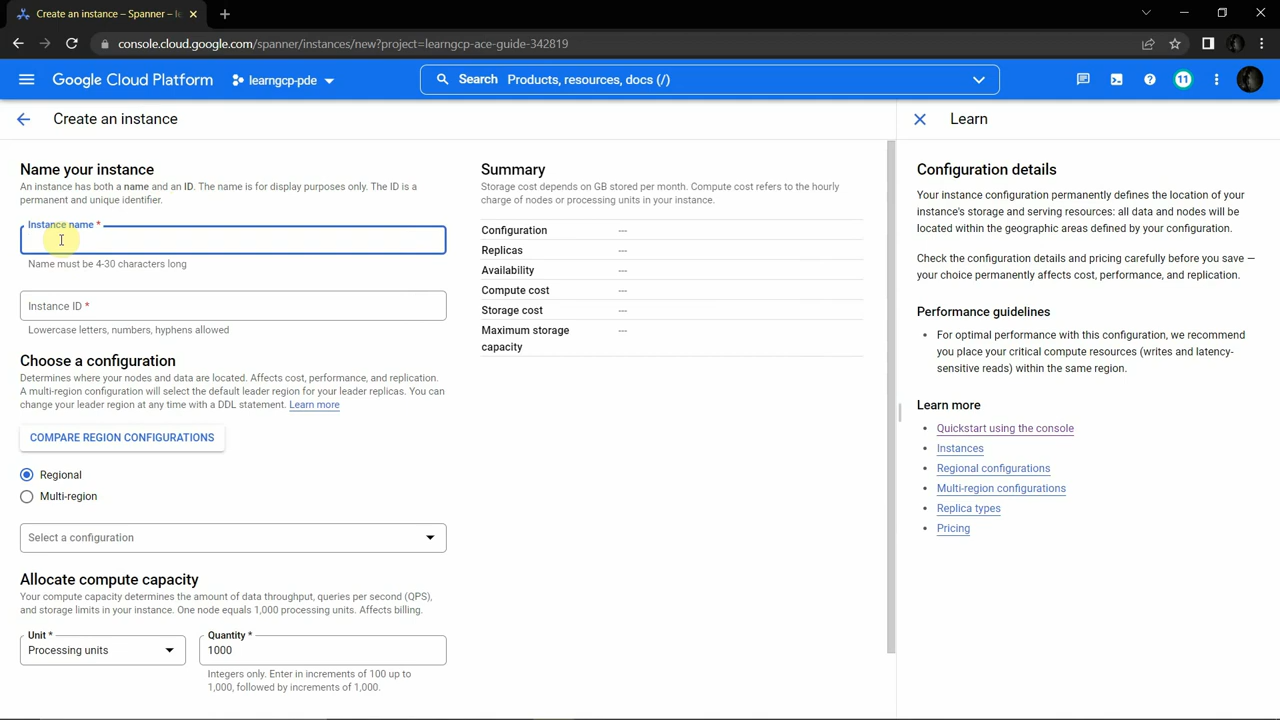 Create an instance – Spanner – le
console.cloud.google.com/spanner/instances/new?project=learngcp-ace-guide-342819
Google Cloud Platform
learngcp-pde
Search Products, resources, docs (/)
11
Create an instance
Name your instance
An instance has both a name and an ID. The name is for display purposes only. The ID is a
permanent and unique identifier.
Instance name *
Name must be 4-30 characters long
Instance ID *
Lowercase letters, numbers, hyphens allowed
Choose a configuration
Determines where your nodes and data are located. Affects cost, performance, and replication.
A multi-region configuration will select the default leader region for your leader replicas. You can
change your leader region at any time with a DDL statement. Learn more
COMPARE REGION CONFIGURATIONS
Regional
Multi-region
Select a configuration
Allocate compute capacity
Your compute capacity determines the amount of data throughput, queries per second (QPS),
and storage limits in your instance. One node equals 1,000 processing units. Affects billing.
Unit *
Processing units
Quantity *
1000
Integers only. Enter in increments of 100 up to
1,000, followed by increments of 1,000.
Summary
Storage cost depends on GB stored per month. Compute cost refers to the hourly
charge of nodes or processing units in your instance.
Configuration ---
Replicas ---
Availability ---
Compute cost ---
Storage cost ---
Maximum storage ---
capacity
Learn
Configuration details
Your instance configuration permanently defines the location of your
instance's storage and serving resources: all data and nodes will be
located within the geographic areas defined by your configuration.
Check the configuration details and pricing carefully before you save —
your choice permanently affects cost, performance, and replication.
Performance guidelines
• For optimal performance with this configuration, we recommend
you place your critical compute resources (writes and latency-
sensitive reads) within the same region.
Learn more
• Quickstart using the console
• Instances
• Regional configurations
• Multi-region configurations
• Replica types
• Pricing